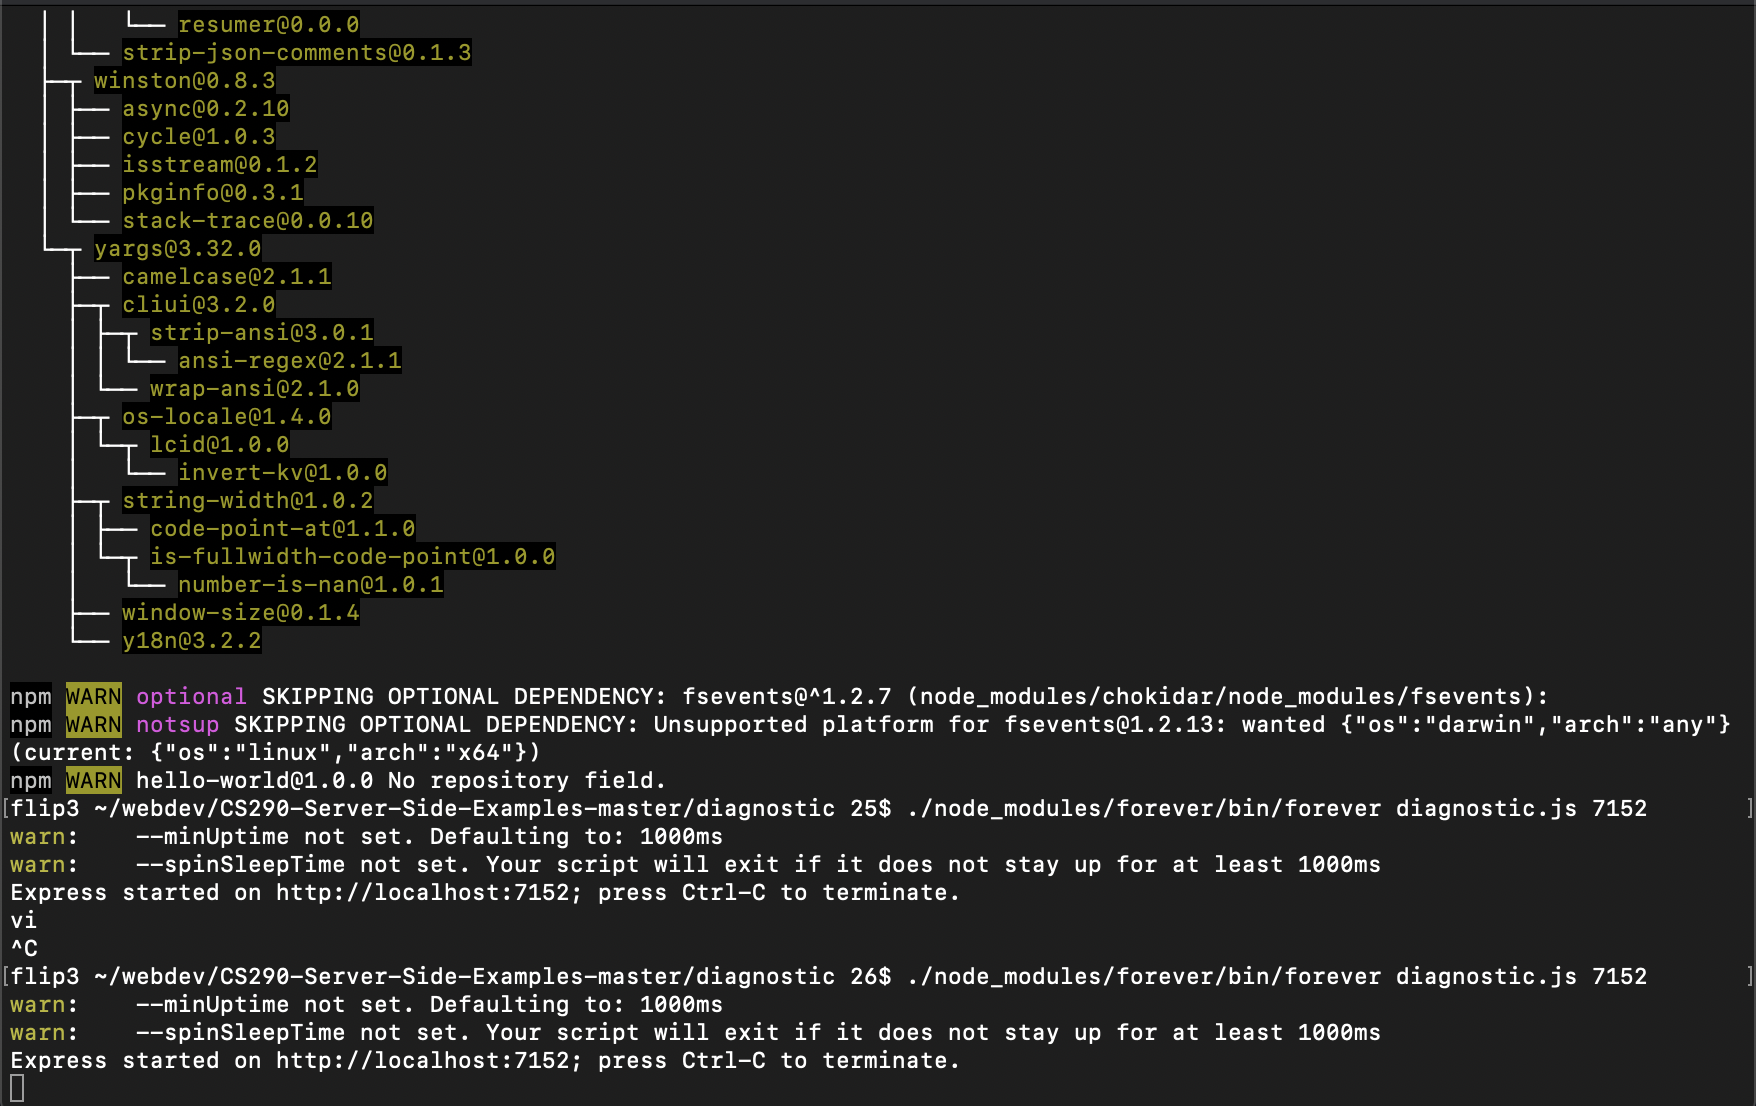 │ │   └── resumer@0.0.0
│ └── strip-json-comments@0.1.3
├─┬ winston@0.8.3
│ ├── async@0.2.10
│ ├── cycle@1.0.3
│ ├── isstream@0.1.2
│ ├── pkginfo@0.3.1
│ └── stack-trace@0.0.10
└─┬ yargs@3.32.0
  ├── camelcase@2.1.1
  ├─┬ cliui@3.2.0
  │ ├─┬ strip-ansi@3.0.1
  │ │ └── ansi-regex@2.1.1
  │ └── wrap-ansi@2.1.0
  ├─┬ os-locale@1.4.0
  │ └─┬ lcid@1.0.0
  │   └── invert-kv@1.0.0
  ├─┬ string-width@1.0.2
  │ ├── code-point-at@1.1.0
  │ └─┬ is-fullwidth-code-point@1.0.0
  │   └── number-is-nan@1.0.1
  ├── window-size@0.1.4
  └── y18n@3.2.2
npm WARN optional SKIPPING OPTIONAL DEPENDENCY: fsevents@^1.2.7 (node_modules/chokidar/node_modules/fsevents):
npm WARN notsup SKIPPING OPTIONAL DEPENDENCY: Unsupported platform for fsevents@1.2.13: wanted {"os":"darwin","arch":"any"}
(current: {"os":"linux","arch":"x64"})
npm WARN hello-world@1.0.0 No repository field.
[flip3 ~/webdev/CS290-Server-Side-Examples-master/diagnostic 25$ ./node_modules/forever/bin/forever diagnostic.js 7152 ]
warn:    --minUptime not set. Defaulting to: 1000ms
warn:    --spinSleepTime not set. Your script will exit if it does not stay up for at least 1000ms
Express started on http://localhost:7152; press Ctrl-C to terminate.
vi
^C
[flip3 ~/webdev/CS290-Server-Side-Examples-master/diagnostic 26$ ./node_modules/forever/bin/forever diagnostic.js 7152 ]
warn:    --minUptime not set. Defaulting to: 1000ms
warn:    --spinSleepTime not set. Your script will exit if it does not stay up for at least 1000ms
Express started on http://localhost:7152; press Ctrl-C to terminate.